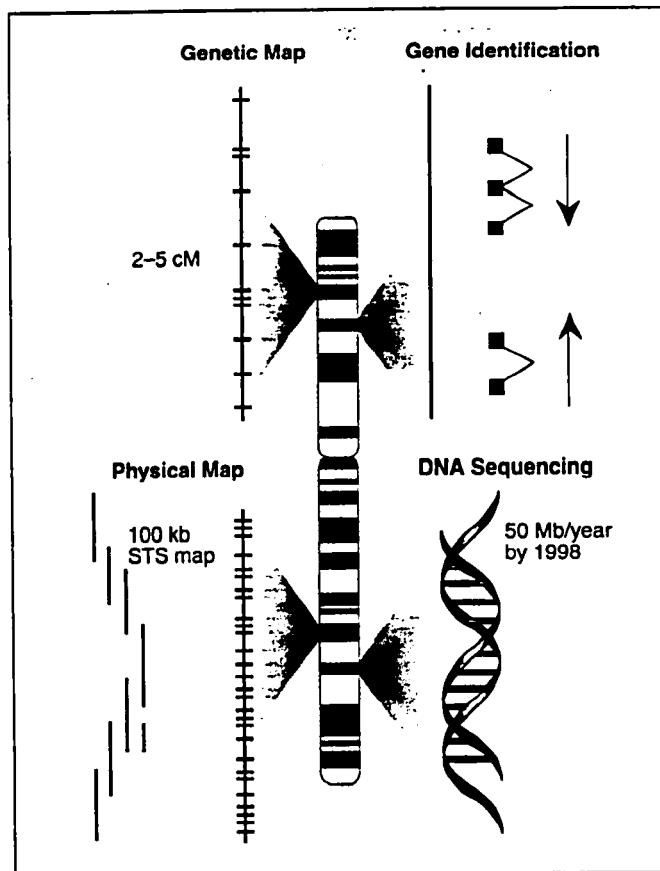 Genetic Map
Gene Identification
2–5 cM
Physical Map
DNA Sequencing
100 kb
STS map
50 Mb/year
by 1998